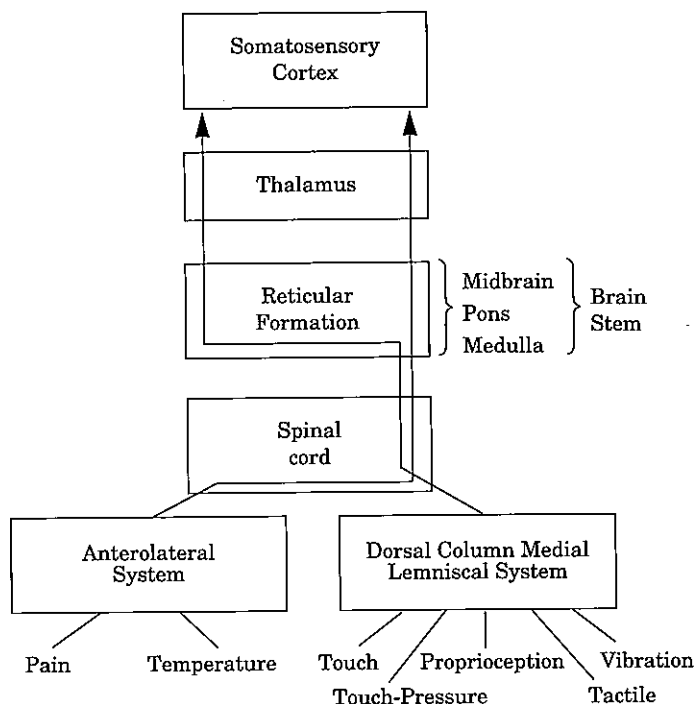 Somatosensory
Cortex
Thalamus
Reticular
Formation
Midbrain
Pons
Medulla
Brain
Stem
Spinal
cord
Anterolateral
System
Dorsal Column Medial
Lemniscal System
Pain
Temperature
Touch
Proprioception
Vibration
Touch-Pressure
Tactile